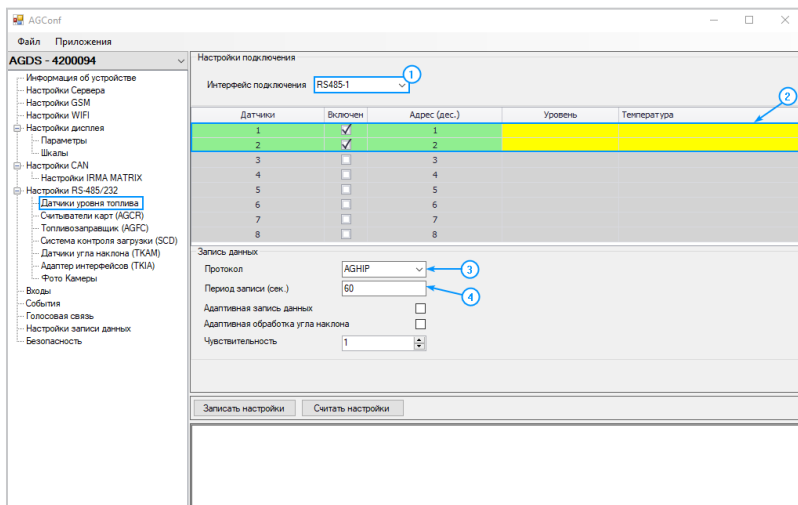 AGConf
Файл Приложения
AGDS - 4200094
Информация об устройстве
Настройки Сервера
Настройки GSM
Настройки WIFI
Настройки дисплея
Параметры
Шкалы
Настройки CAN
Настройки IRMA MATRIX
Настройки RS-485/232
Датчики уровня топлива
Считыватели карт (AGCR)
Топливозаправщик (AGFC)
Система контроля загрузки (SCD)
Датчики угла наклона (TKAM)
Адаптер интерфейсов (TKIA)
Фото Камеры
Входы
События
Голосовая связь
Настройки записи данных
Безопасность
Настройки подключения
Интерфейс подключения RS485-1
1
2
Датчики Включен Адрес (дес.) Уровень Температура
1 1
2 2
3 3
4 4
5 5
6 6
7 7
8 8
Запись данных
Протокол AGHIP 3
Период записи (сек.) 60 4
Адаптивная запись данных
Адаптивная обработка угла наклона
Чувствительность 1
Записать настройки Считать настройки